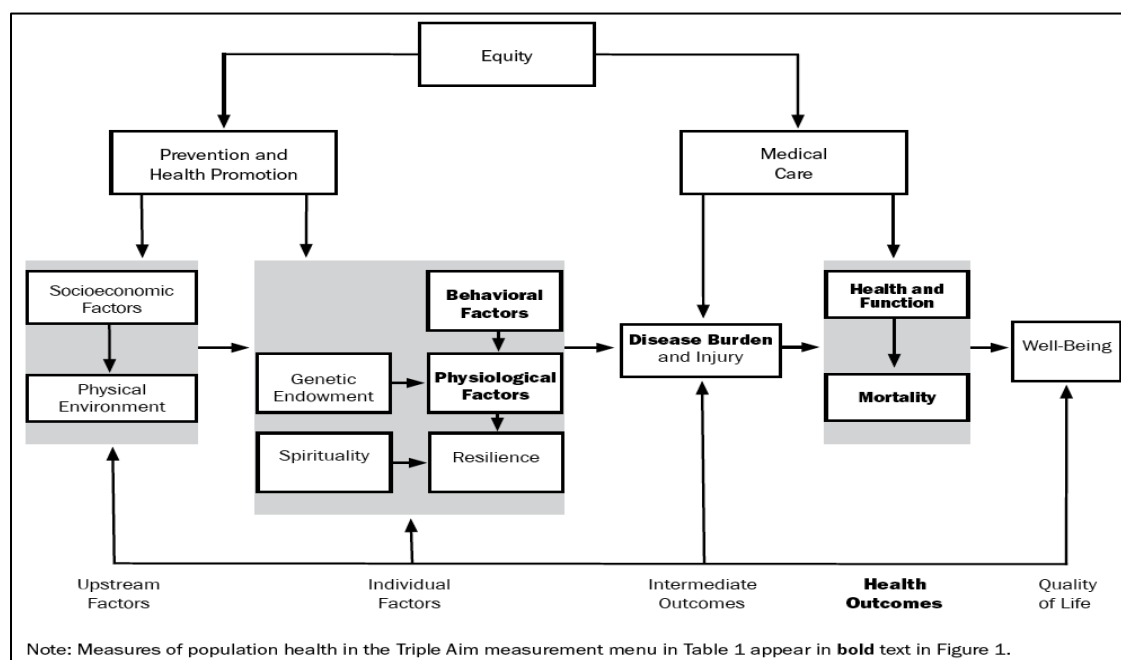 Equity
Prevention and
Health Promotion
Medical
Care
Socioeconomic
Factors
Physical
Environment
Behavioral
Factors
Genetic
Endowment
Physiological
Factors
Spirituality
Resilience
Disease Burden
and Injury
Health and
Function
Mortality
Well-Being
Upstream
Factors
Individual
Factors
Intermediate
Outcomes
Health
Outcomes
Quality
of Life
Note: Measures of population health in the Triple Aim measurement menu in Table 1 appear in bold text in Figure 1.